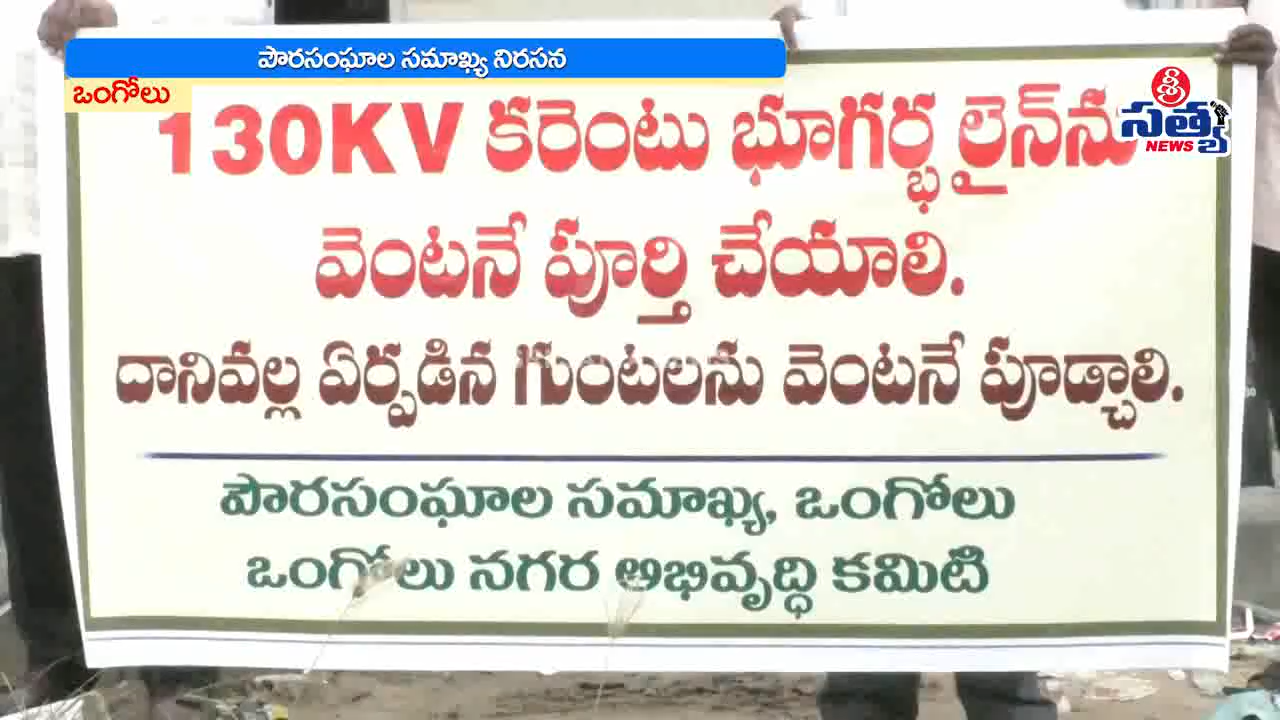 పౌరసంఘాల సమాఖ్య నిరసన
ఒంగోలు
శ్రీ
సత్య
NEWS
130KV కరెంటు భూగర్భ లైన్‌ను
వెంటనే పూర్తి చేయాలి.
దానివల్ల ఏర్పడిన గుంటలను వెంటనే పూడ్చాలి.
పౌరసంఘాల సమాఖ్య, ఒంగోలు
ఒంగోలు నగర అభివృద్ధి కమిటి